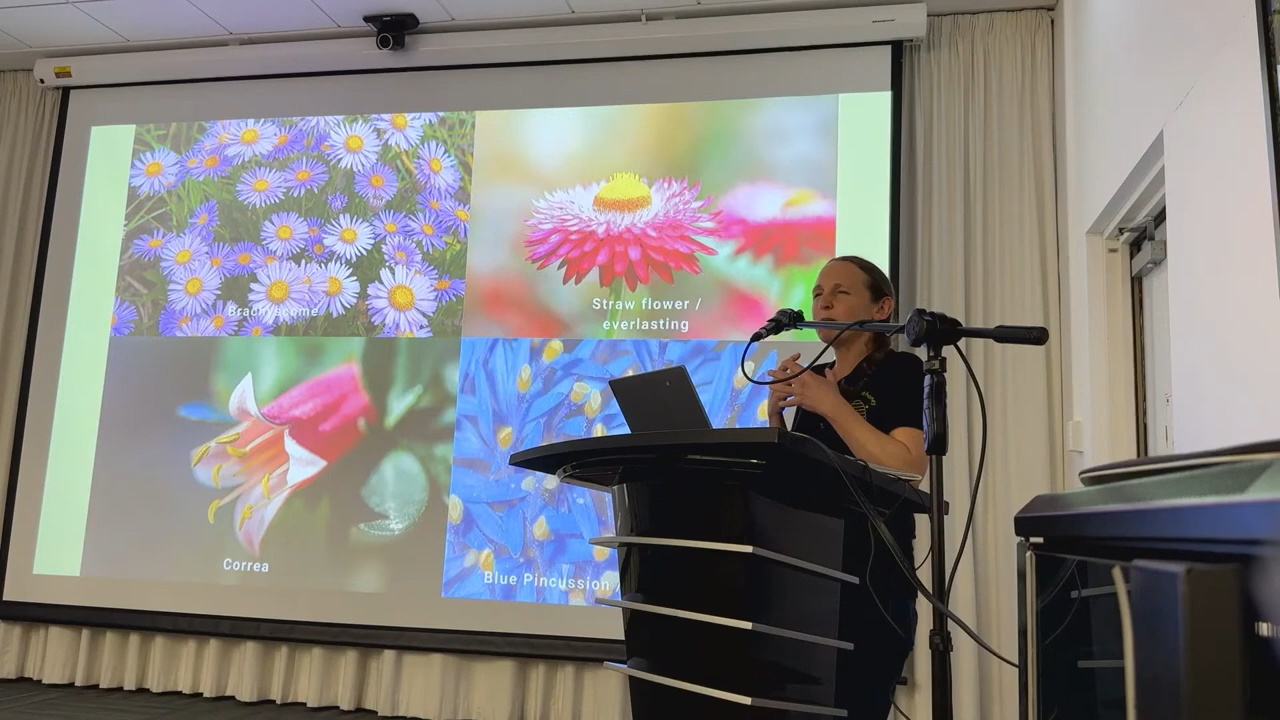 Brachyscome
Straw flower /
everlasting
Correa
Blue Pincussion /